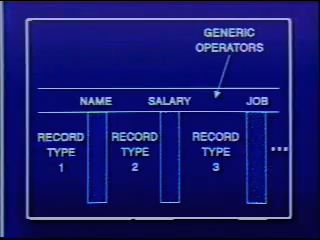 GENERIC
OPERATORS
NAME SALARY JOB
RECORD RECORD RECORD
TYPE TYPE TYPE ...
1 2 3